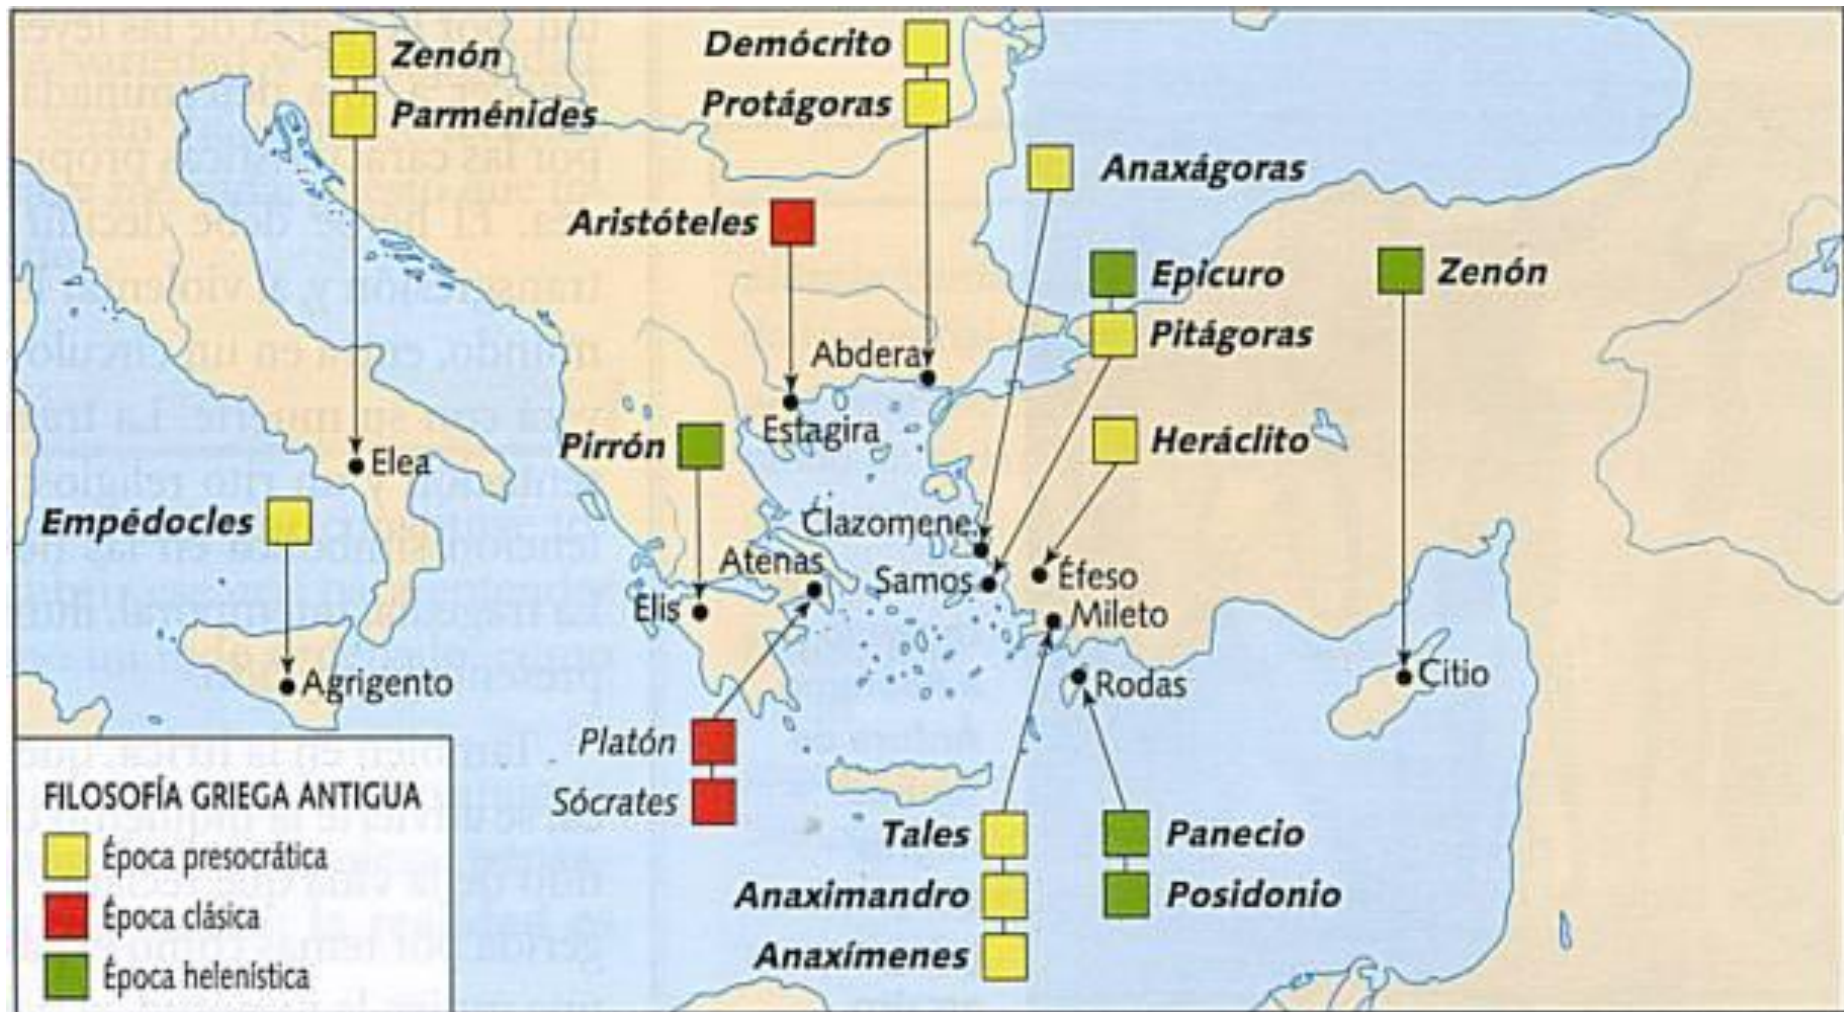 Zenón
Parménides
Demócrito
Protágoras
Anaxágoras
Aristóteles
Epicuro
Pitágoras
Zenón
Abdera
Estagira
Pirrón
Heráclito
Elea
Empédocles
Clazomene
Atenas
Samos
Éfeso
Elis
Mileto
Agrigento
Rodas
Citio
Platón
Sócrates
Tales
Anaximandro
Anaxímenes
Panecio
Posidonio
FILOSOFÍA GRIEGA ANTIGUA
Época presocrática
Época clásica
Época helenística